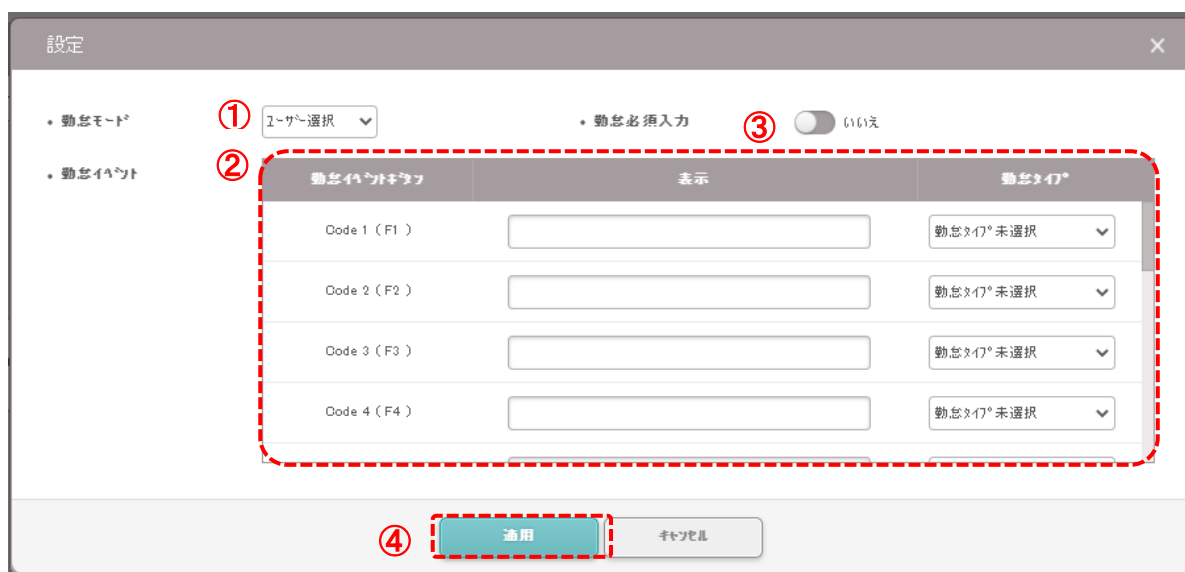 設定 ×
・勤怠モード ① ユーザー選択 ・勤怠必須入力 ③ いいえ
・勤怠イベント ②
勤怠イベントボタン 表示 勤怠タイプ
Code 1 ( F1 ) 勤怠タイプ未選択
Code 2 ( F2 ) 勤怠タイプ未選択
Code 3 ( F3 ) 勤怠タイプ未選択
Code 4 ( F4 ) 勤怠タイプ未選択
④ 適用 キャンセル